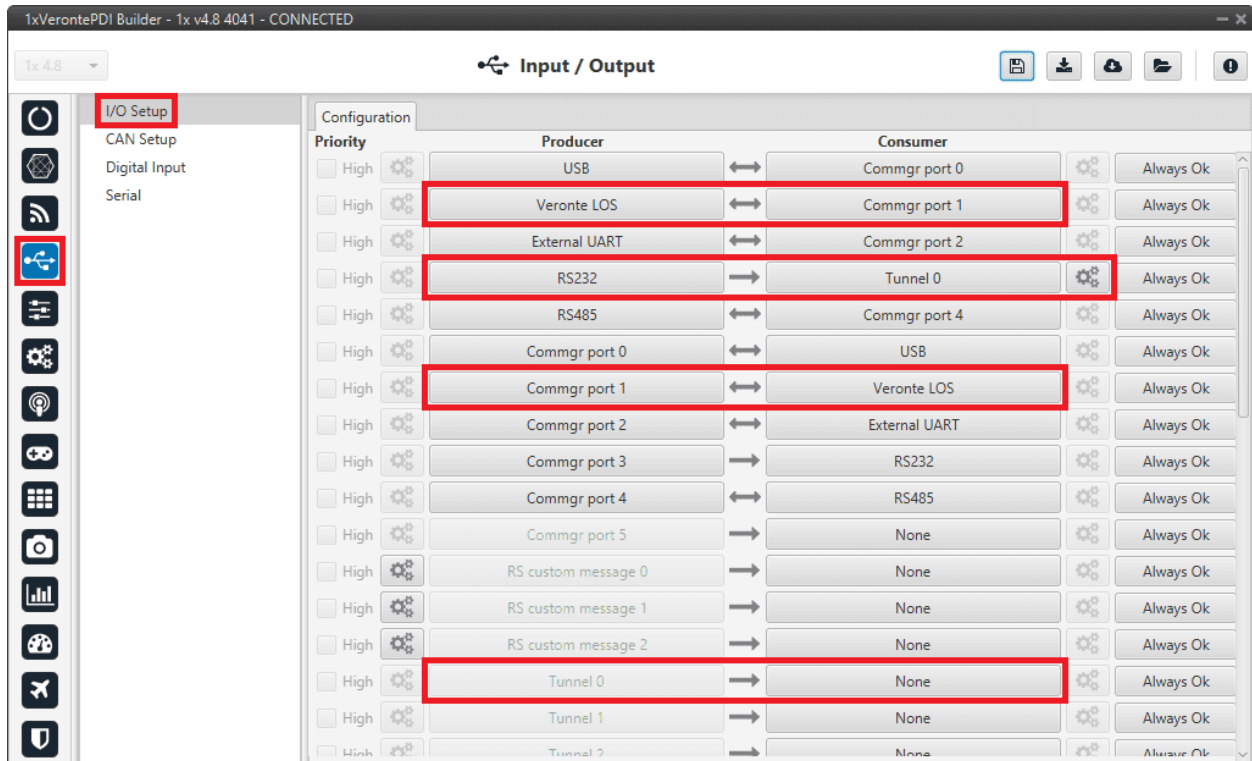 1xVerontePDI Builder - 1x v4.8 4041 - CONNECTED
1x 4.8
Input / Output
I/O Setup
CAN Setup
Digital Input
Serial
Configuration
Priority Producer Consumer
High USB Commgr port 0 Always Ok
High Veronte LOS Commgr port 1 Always Ok
High External UART Commgr port 2 Always Ok
High RS232 Tunnel 0 Always Ok
High RS485 Commgr port 4 Always Ok
High Commgr port 0 USB Always Ok
High Commgr port 1 Veronte LOS Always Ok
High Commgr port 2 External UART Always Ok
High Commgr port 3 RS232 Always Ok
High Commgr port 4 RS485 Always Ok
High Commgr port 5 None Always Ok
High RS custom message 0 None Always Ok
High RS custom message 1 None Always Ok
High RS custom message 2 None Always Ok
High Tunnel 0 None Always Ok
High Tunnel 1 None Always Ok
High Tunnel 2 None Always Ok